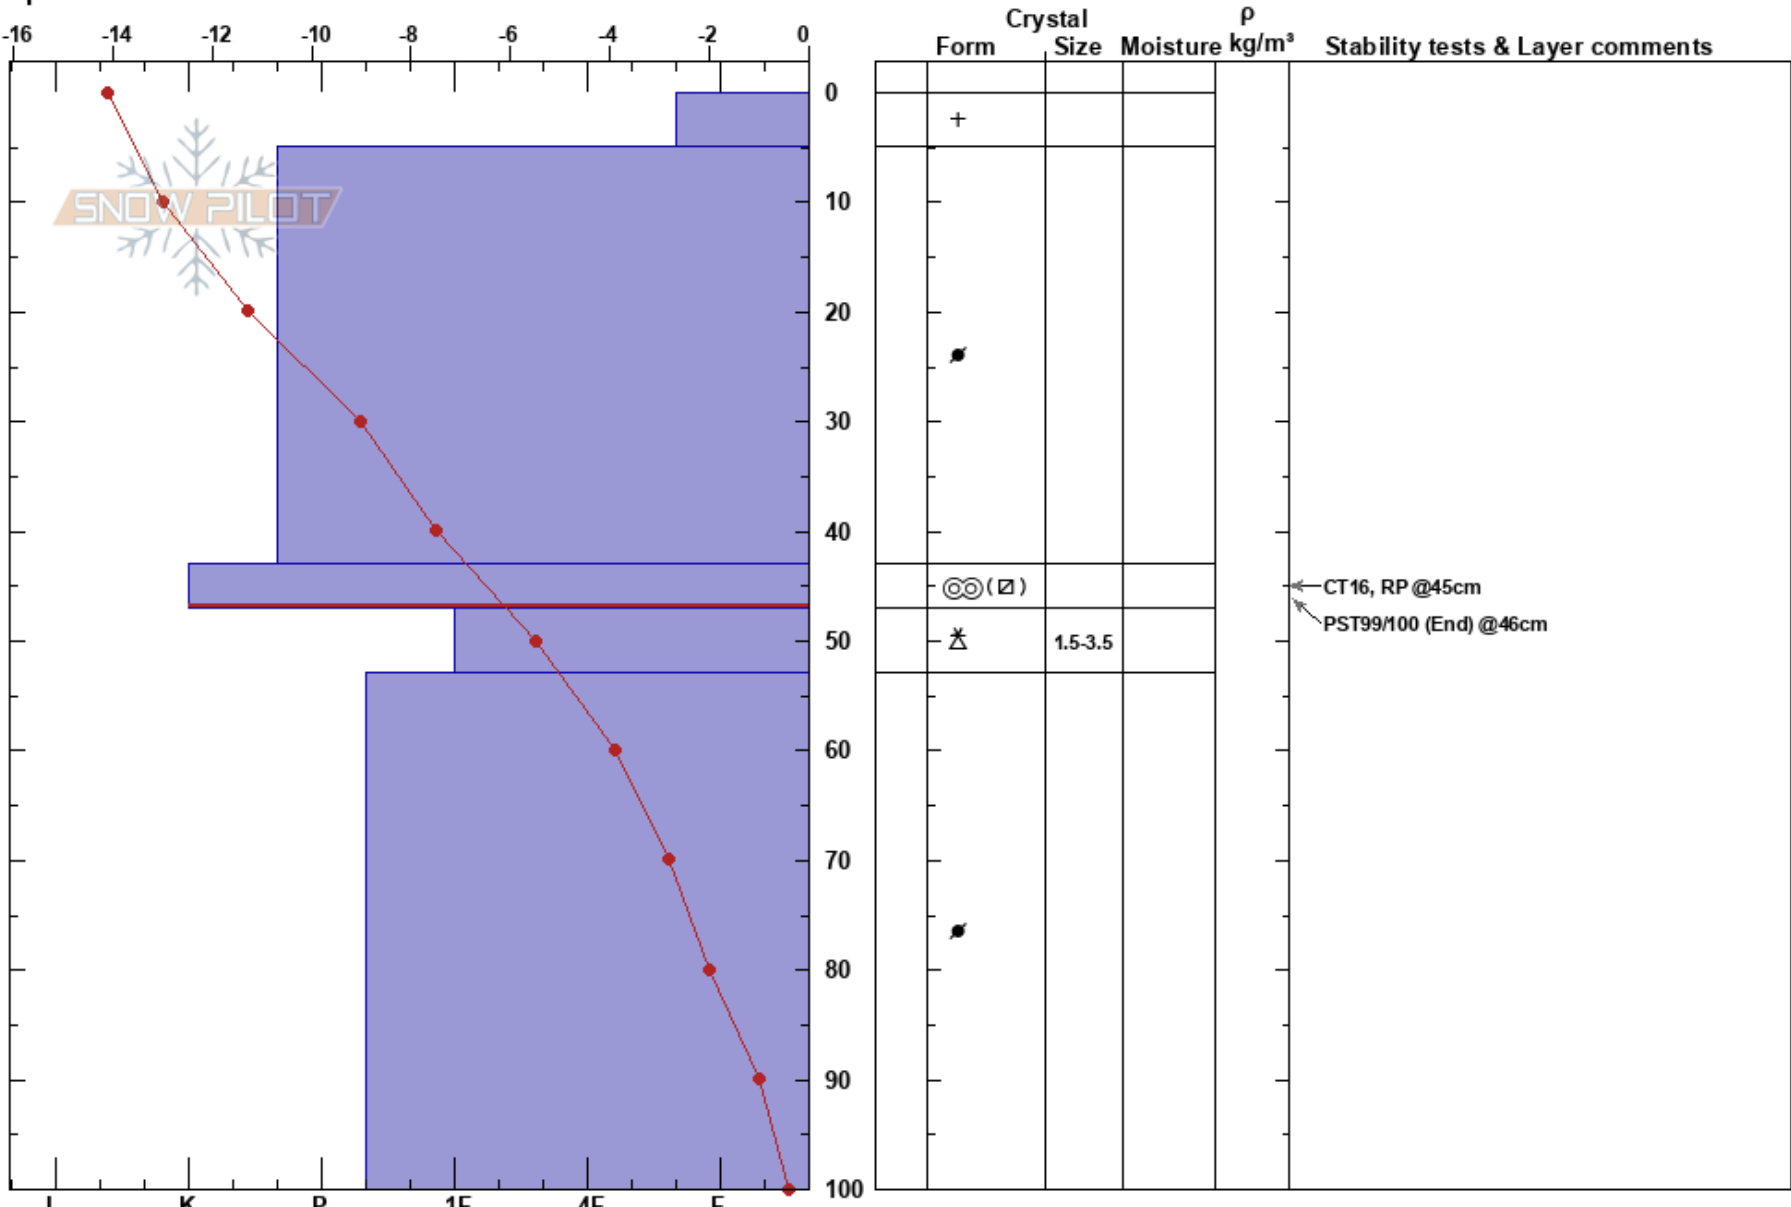 Crystal ρ
-16 -14 -12 -10 -8 -6 -4 -2 0 Form Size Moisture kg/m³ Stability tests & Layer comments
0
+
SNOW PILOT
10
20
30
40
(  ) CT16, RP @45cm
PST99/100 (End) @46cm
50 1.5-3.5
60
70
80
90
100
K P 1F 4F F